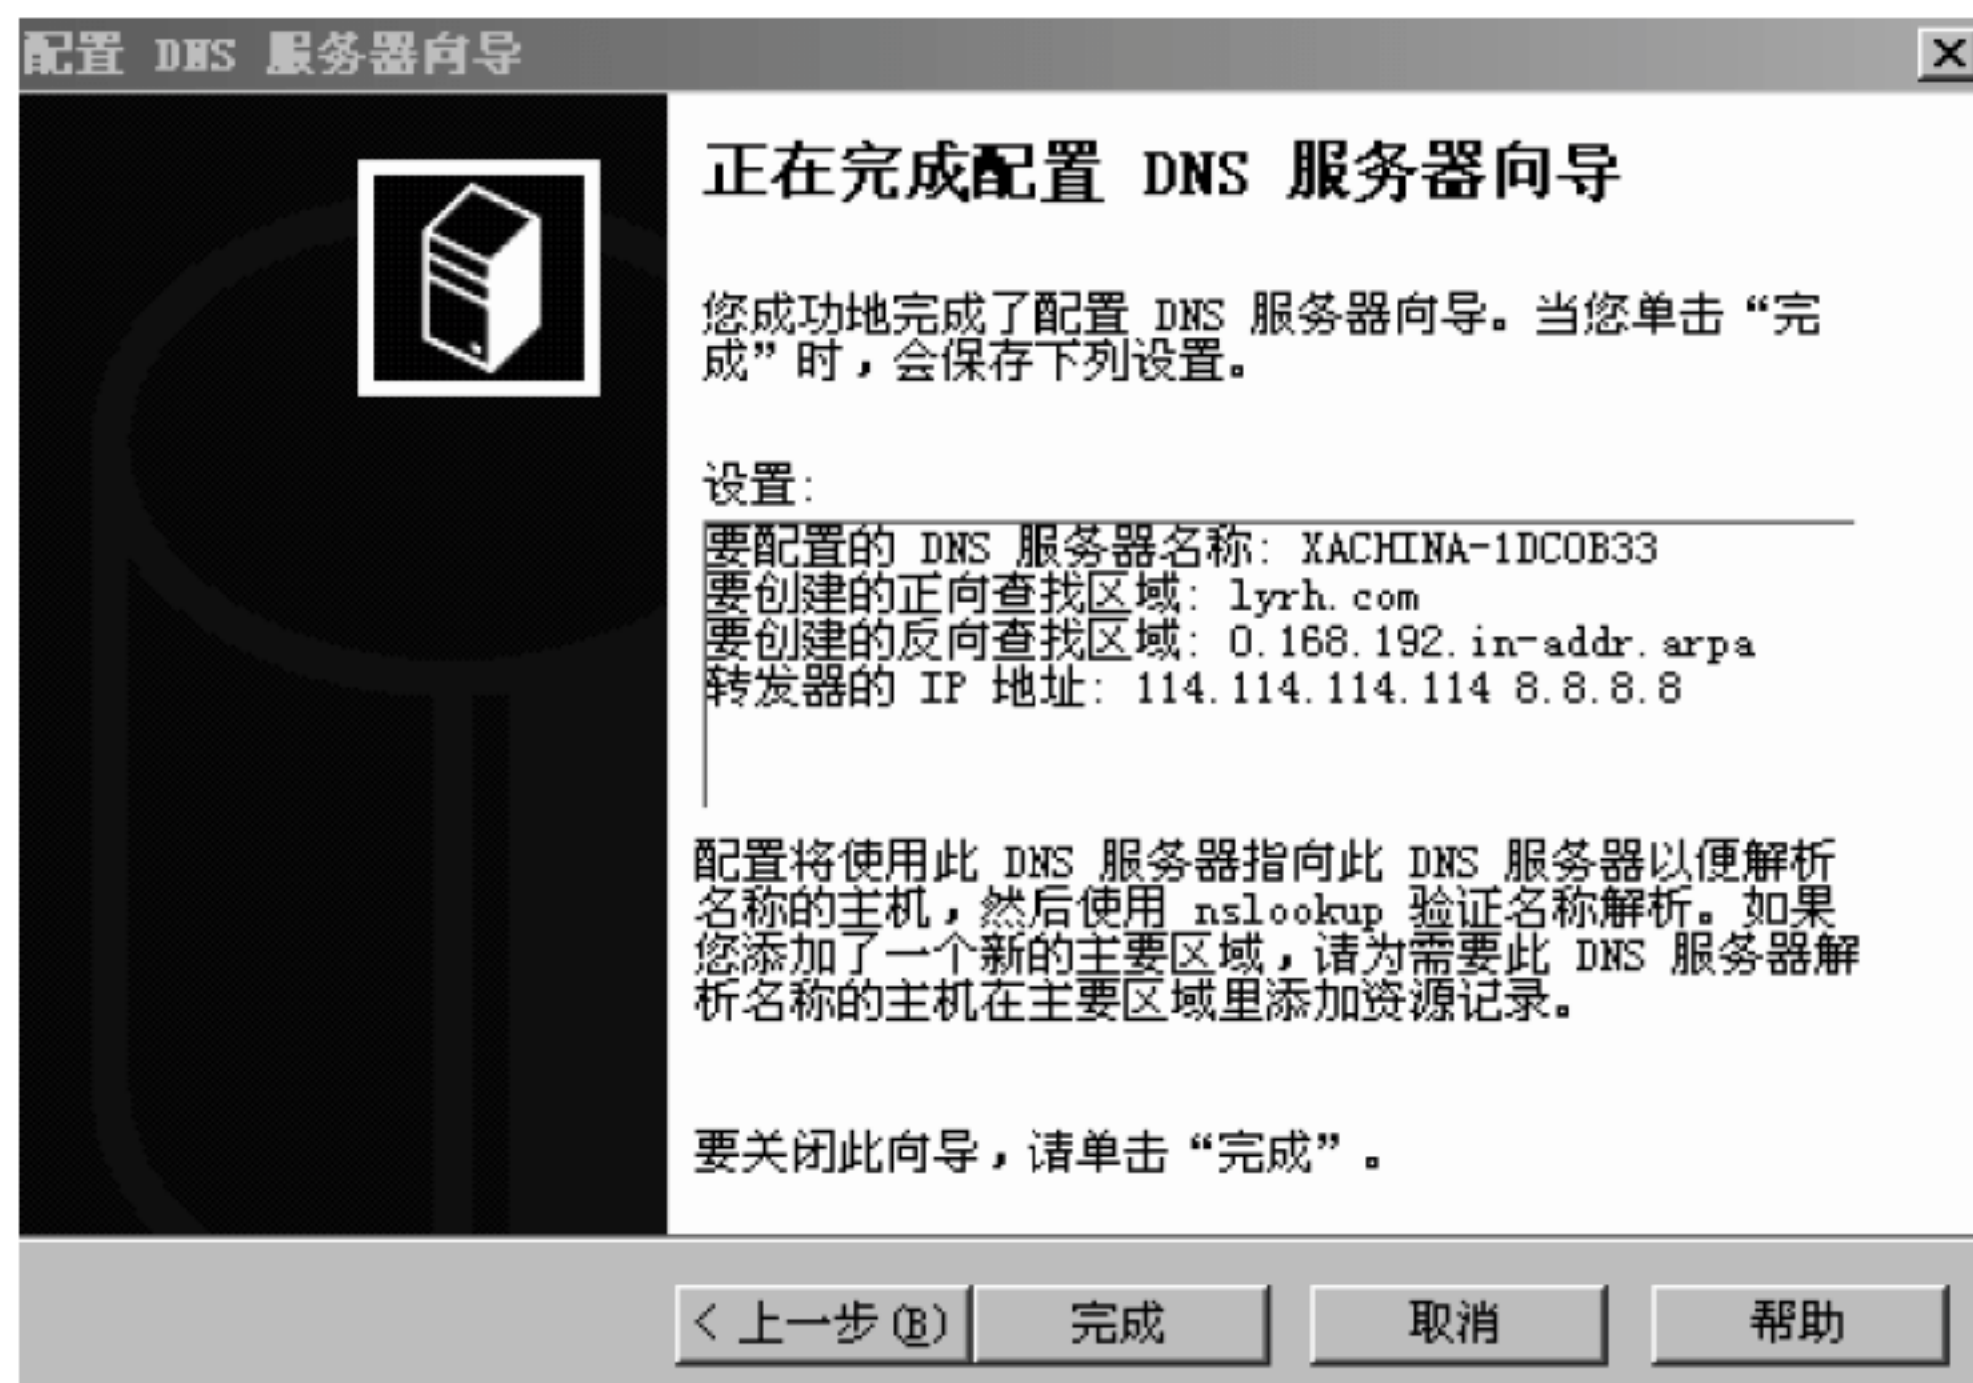 配置 DNS 服务器向导
正在完成配置 DNS 服务器向导
您成功地完成了配置 DNS 服务器向导。当您单击“完
成”时，会保存下列设置。
设置:
要配置的 DNS 服务器名称: XACHINA-1DC0B33
要创建的正向查找区域: lyrh.com
要创建的反向查找区域: 0.168.192.in-addr.arpa
转发器的 IP 地址: 114.114.114.114 8.8.8.8
配置将使用此 DNS 服务器指向此 DNS 服务器以便解析
名称的主机，然后使用 nslookup 验证名称解析。如果
您添加了一个新的主要区域，请为需要此 DNS 服务器解
析名称的主机在主要区域里添加资源记录。
要关闭此向导，请单击“完成”。
< 上一步(B) 完成 取消 帮助